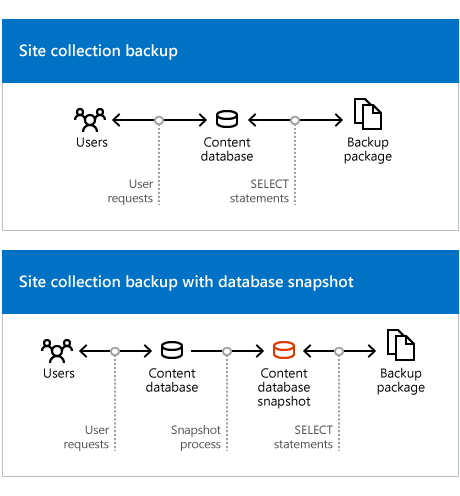 Site collection backup
Users
Content
database
Backup
package
User
requests
SELECT
statements
Site collection backup with database snapshot
Users
Content
database
Content
database
snapshot
Backup
package
User
requests
Snapshot
process
SELECT
statements